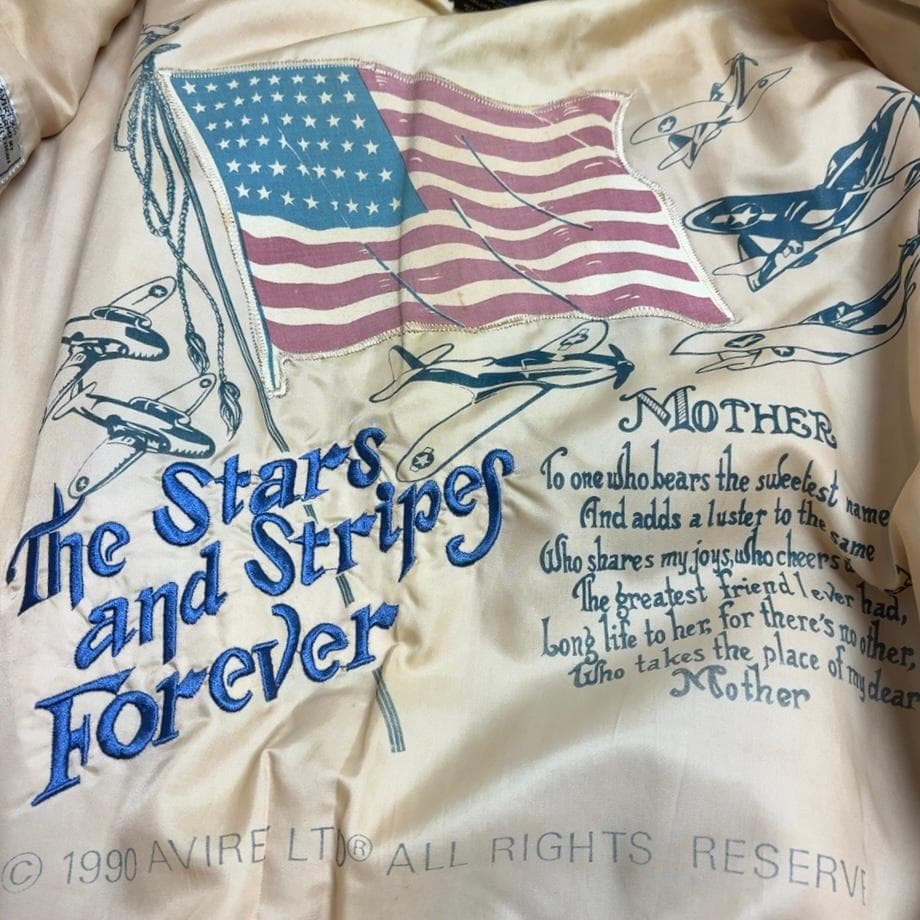 The Stars
and Stripes
Forever
MOTHER
To one who bears the sweetest name
And adds a luster to the same
Who shares my joys, who cheers
The greatest friend I ever had,
Long life to her, for there's no other,
Who takes the place of my dear
Mother
© 1990 AVIRE LTD® ALL RIGHTS RESERVE